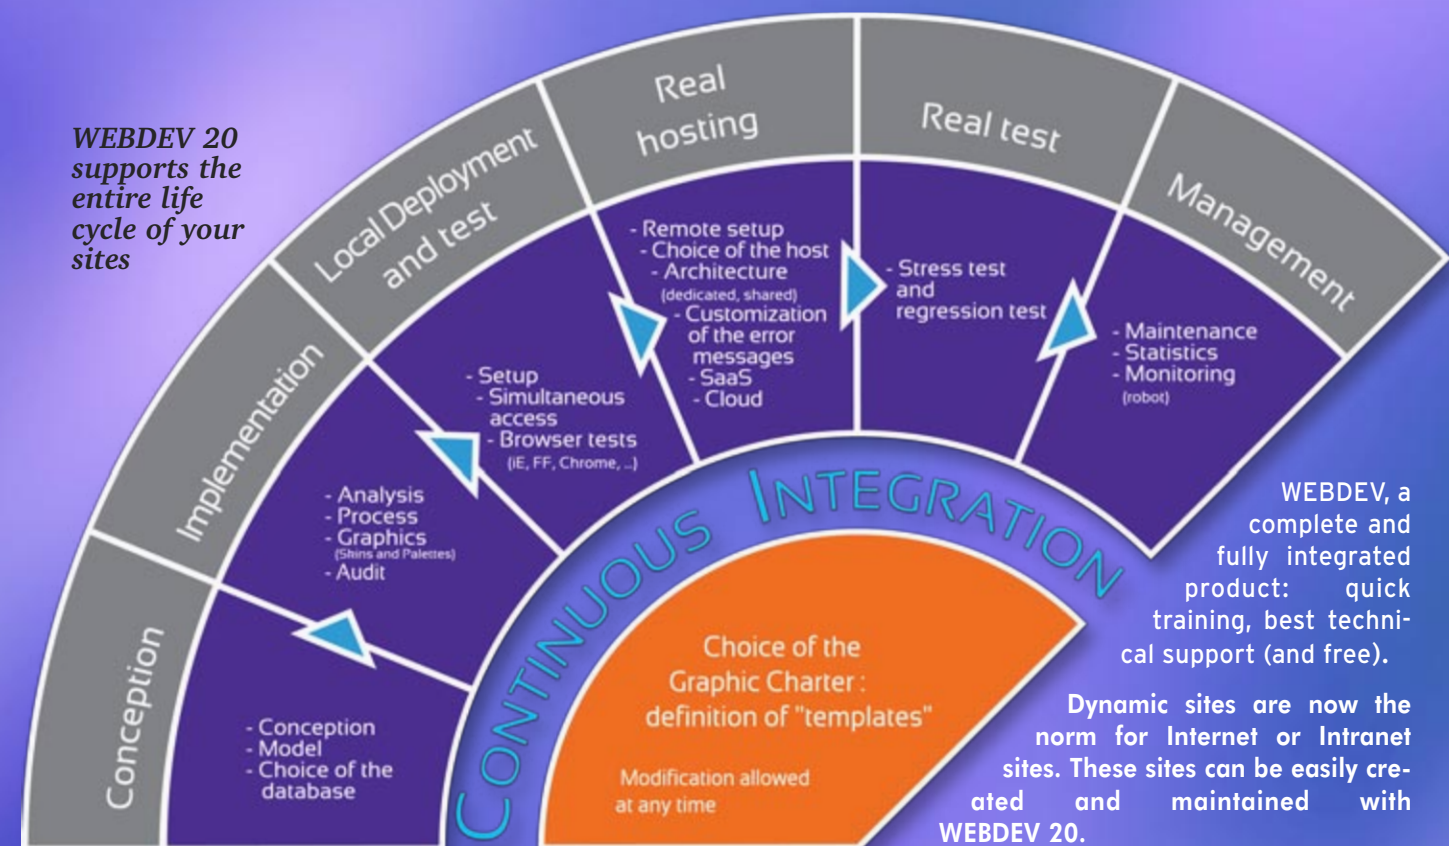 WEBDEV 20
supports the
entire life
cycle of your
sites
Conception
- Conception
- Model
- Choice of the
database
Implementation
- Analysis
- Process
- Graphics
(Skins and Palettes)
- Audit
Local Deployment
and test
- Setup
- Simultaneous
access
- Browser tests
(iE, FF, Chrome, ...)
Real
hosting
- Remote setup
- Choice of the host
- Architecture
(dedicated, shared)
- Customization
of the error
messages
- SaaS
- Cloud
Real test
- Stress test
and
regression test
Management
- Maintenance
- Statistics
- Monitoring
(robot)
CONTINUOUS INTEGRATION
Choice of the
Graphic Charter :
definition of "templates"
Modification allowed
at any time
WEBDEV, a
complete and
fully integrated
product: quick
training, best techni-
cal support (and free).
Dynamic sites are now the
norm for Internet or Intranet
sites. These sites can be easily cre-
ated and maintained with
WEBDEV 20.